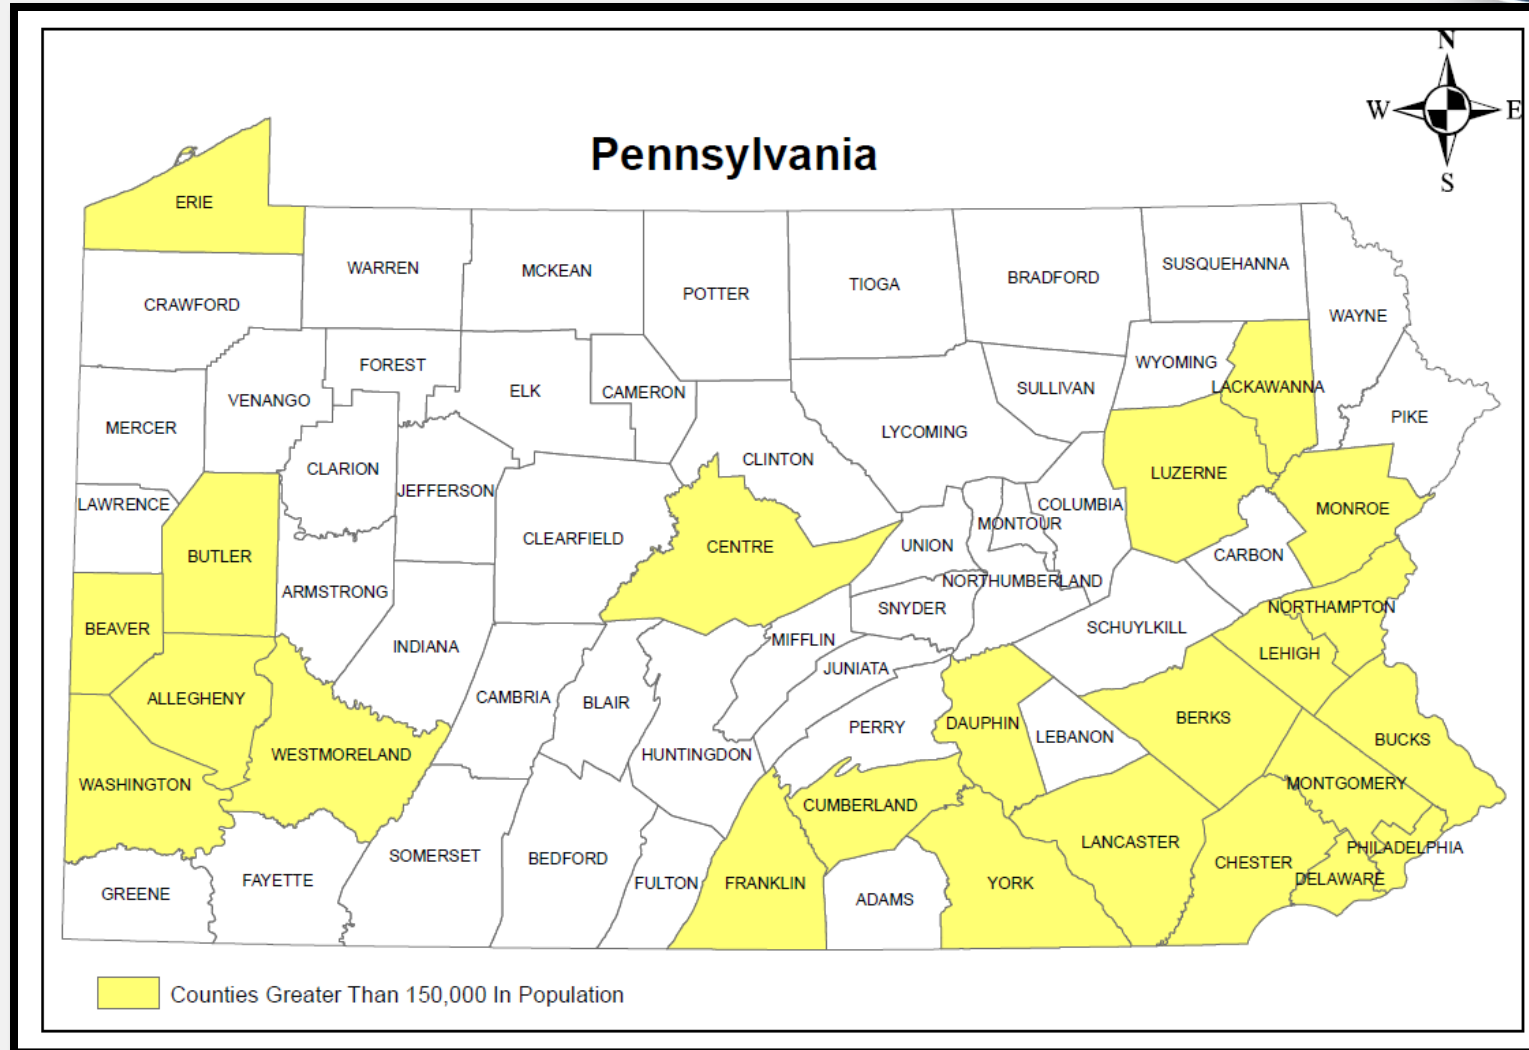 N
W E
S
Pennsylvania
ERIE
WARREN
MCKEAN
POTTER
TIOGA
BRADFORD
SUSQUEHANNA
WAYNE
CRAWFORD
FOREST
ELK
CAMERON
SULLIVAN
WYOMING
LACKAWANNA
PIKE
MERCER
VENANGO
CLARION
JEFFERSON
CLINTON
LYCOMING
COLUMBIA
LUZERNE
MONROE
LAWRENCE
BUTLER
CLEARFIELD
CENTRE
UNION
MONTOUR
CARBON
ARMSTRONG
NORTHUMBERLAND
SNYDER
NORTHAMPTON
BEAVER
INDIANA
MIFFLIN
SCHUYLKILL
LEHIGH
ALLEGHENY
CAMBRIA
BLAIR
JUNIATA
PERRY
DAUPHIN
LEBANON
BERKS
BUCKS
WESTMORELAND
HUNTINGDON
WASHINGTON
CUMBERLAND
MONTGOMERY
LANCASTER
PHILADELPHIA
SOMERSET
BEDFORD
CHESTER
DELAWARE
GREENE
FAYETTE
FULTON
FRANKLIN
ADAMS
YORK
Counties Greater Than 150,000 In Population